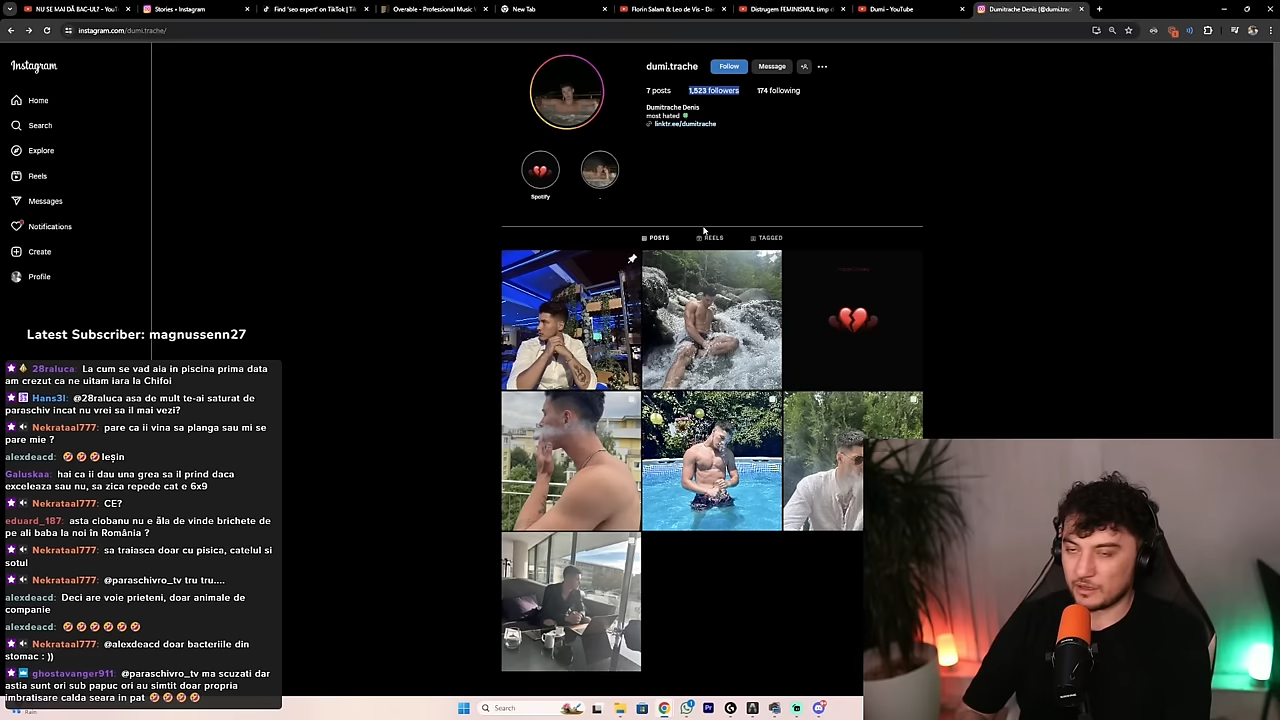 NU SE MAI DĂ BAC-UL? - YouT
Stories • Instagram
Find 'seo expert' on TikTok | Ti
Overable - Professional Music
New Tab
Florin Salam & Leo de Vis - Da
Distrugem FEMINISMUL timp d
Dumi - YouTube
Dumitrache Denis (@dumi.trac
instagram.com/dumi.trache/
Instagram
Home
Search
Explore
Reels
Messages
Notifications
Create
Profile
dumi.trache
Follow
Message
7 posts
1,523 followers
174 following
Dumitrache Denis
most hated
linktr.ee/dumitrache
Spotify
.
POSTS
REELS
TAGGED
Latest Subscriber: magnussenn27
28raluca: La cum se vad aia in piscina prima data
am crezut ca ne uitam iara la Chifoi
Hans3l: @28raluca asa de mult te-ai saturat de
paraschiv incat nu vrei sa il mai vezi?
Nekrataal777: pare ca ii vina sa planga sau mi se
pare mie ?
alexdeacd: 🤣🤣🤣 leșin
Galuskaa: hai ca ii dau una grea sa il prind daca
exceleaza sau nu, sa zica repede cat e 6x9
Nekrataal777: CE?
eduard_187: asta ciobanu nu e ăla de vinde brichete de
pe ali baba la noi în România ?
Nekrataal777: sa traiasca doar cu pisica, catelul si
sotul
Nekrataal777: @paraschivro_tv tru tru....
alexdeacd: Deci are voie prieteni, doar animale de
companie
alexdeacd: 🤣🤣🤣🤣🤣🤣
Nekrataal777: @alexdeacd doar bacteriile din
stomac : ))
ghostavanger911: @paraschivro_tv ma scuzati dar
astia sunt ori sub papuc ori au simtit doar propria
imbratisare calda seara in pat 🤣🤣🤣🤣
Rain
Search